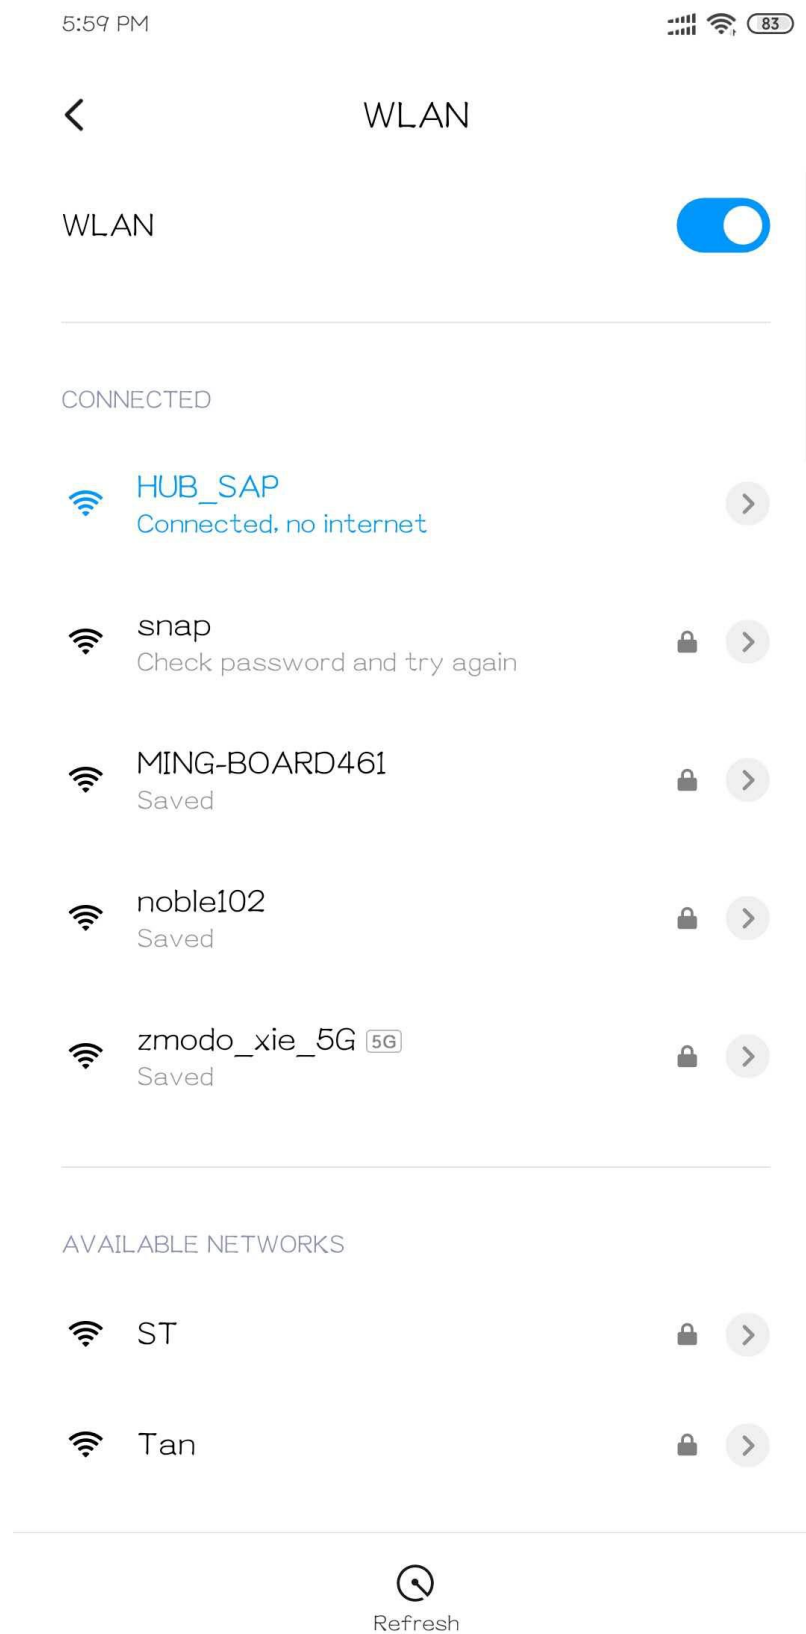 5:59 PM
83
WLAN
WLAN
CONNECTED
HUB_SAP
Connected, no internet
snap
Check password and try again
MING-BOARD461
Saved
noble102
Saved
zmodo_xie_5G 5G
Saved
AVAILABLE NETWORKS
ST
Tan
Refresh